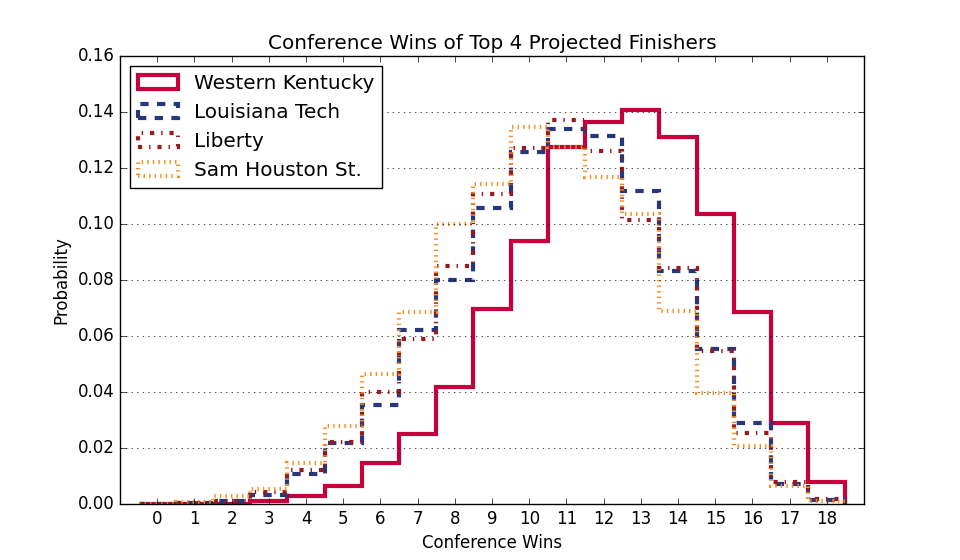 Conference Wins of Top 4 Projected Finishers
0.16
0.14
0.12
0.10
0.08
0.06
0.04
0.02
0.00
Probability
Western Kentucky
Louisiana Tech
Liberty
Sam Houston St.
0 1 2 3 4 5 6 7 8 9 10 11 12 13 14 15 16 17 18
Conference Wins